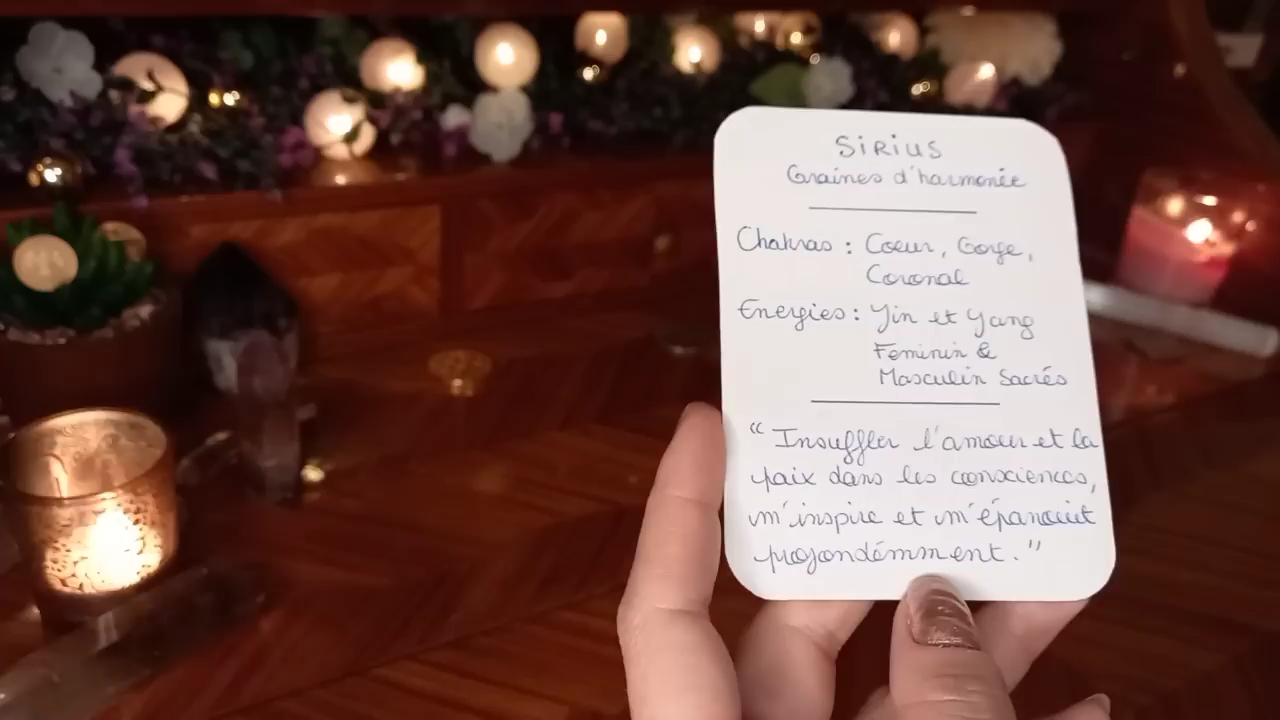 SiRiUS
Graines d'harmonie
Chakras : Coeur, Gorge,
Coronal
Energies : Yin et Yang
Feminin &
Masculin Sacrés
“ Insuffler l'amour et la
paix dans les consciences,
m'inspire et m'épanouit
profondémment. ”